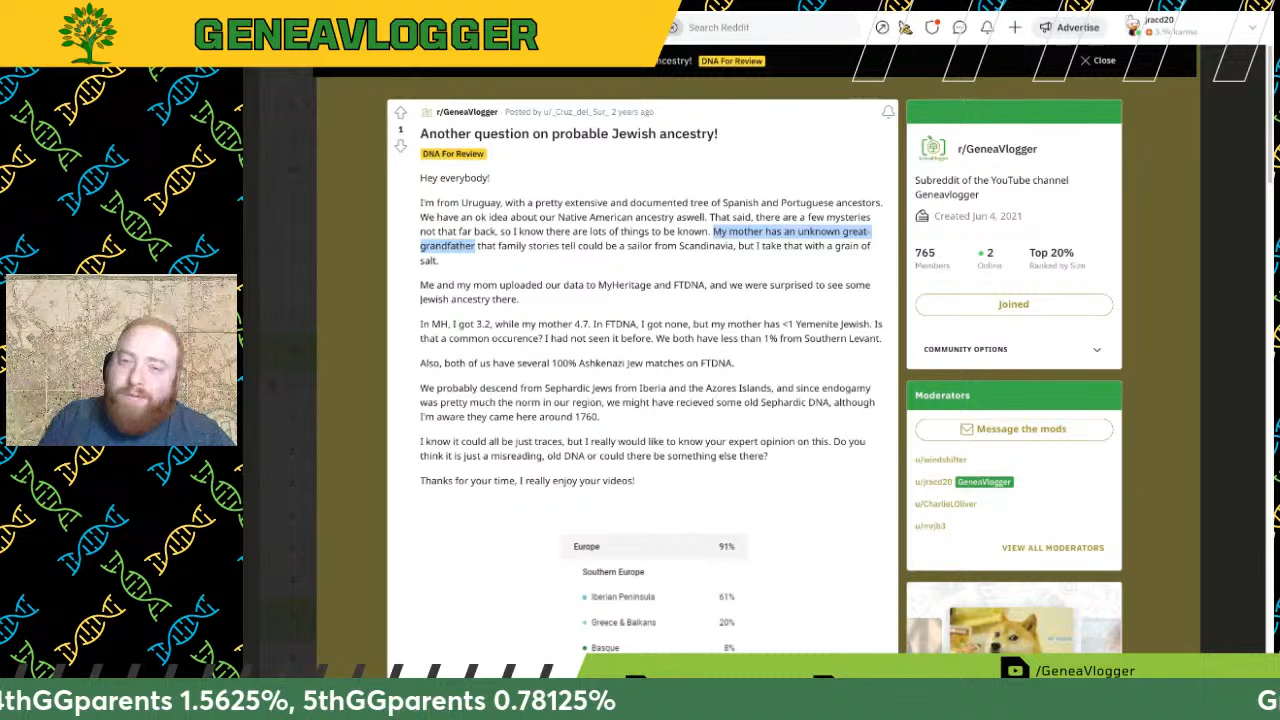 GENEAVLOGGER
Search Reddit
Advertise
jracd20
3.9k karma
ncestry!
DNA For Review
Close
r/GeneaVlogger · Posted by u/_Cruz_del_Sur_ 2 years ago
1
Another question on probable Jewish ancestry!
DNA For Review
Hey everybody!
I'm from Uruguay, with a pretty extensive and documented tree of Spanish and Portuguese ancestors.
We have an ok idea about our Native American ancestry aswell. That said, there are a few mysteries
not that far back, so I know there are lots of things to be known. My mother has an unknown great-
grandfather that family stories tell could be a sailor from Scandinavia, but I take that with a grain of
salt.
Me and my mom uploaded our data to MyHeritage and FTDNA, and we were surprised to see some
Jewish ancestry there.
In MH, I got 3.2, while my mother 4.7. In FTDNA, I got none, but my mother has <1 Yemenite Jewish. Is
that a common occurence? I had not seen it before. We both have less than 1% from Southern Levant.
Also, both of us have several 100% Ashkenazi Jew matches on FTDNA.
We probably descend from Sephardic Jews from Iberia and the Azores Islands, and since endogamy
was pretty much the norm in our region, we might have recieved some old Sephardic DNA, although
I'm aware they came here around 1760.
I know it could all be just traces, but I really would like to know your expert opinion on this. Do you
think it is just a misreading, old DNA or could there be something else there?
Thanks for your time, I really enjoy your videos!
Europe 91%
Southern Europe
Iberian Peninsula 61%
Greece & Balkans 20%
Basque 8%
r/GeneaVlogger
Subreddit of the YouTube channel
Geneavlogger
Created Jun 4, 2021
765 2 Top 20%
Members Online Ranked by Size
Joined
COMMUNITY OPTIONS
Moderators
Message the mods
u/windshifter
u/jracd20 GeneaVlogger
u/CharlieLOliver
u/mrjb3
VIEW ALL MODERATORS
/GeneaVlogger
4thGGparents 1.5625%, 5thGGparents 0.78125%
G